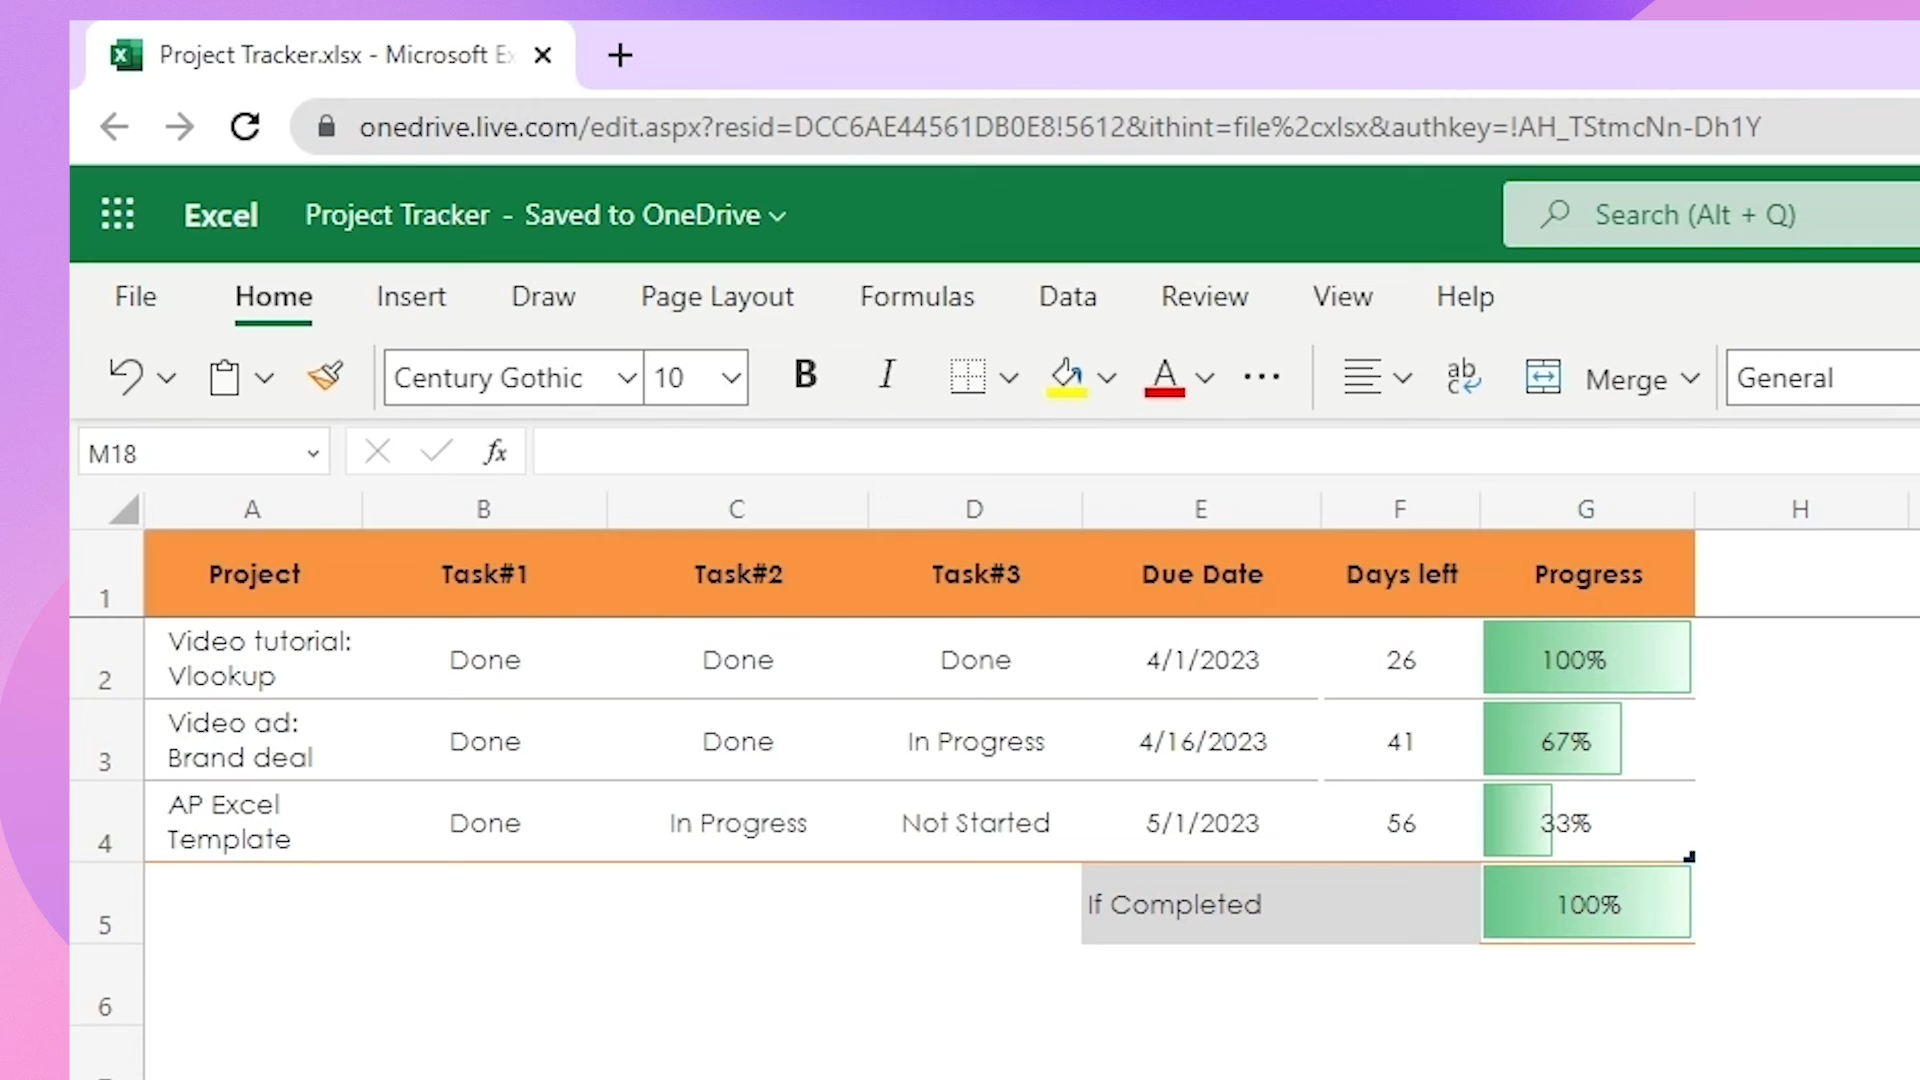 Project Tracker.xlsx - Microsoft Ex
onedrive.live.com/edit.aspx?resid=DCC6AE44561DB0E8!5612&ithint=file%2cxlsx&authkey=!AH_TStmcNn-Dh1Y
Excel Project Tracker - Saved to OneDrive Search (Alt + Q)
File Home Insert Draw Page Layout Formulas Data Review View Help
Century Gothic 10 B I A ab c Merge General
M18 fx
A B C D E F G H
1 Project Task#1 Task#2 Task#3 Due Date Days left Progress
Video tutorial:
Vlookup
2 Done Done Done 4/1/2023 26 100%
Video ad:
Brand deal
3 Done Done In Progress 4/16/2023 41 67%
AP Excel
Template
4 Done In Progress Not Started 5/1/2023 56 33%
5 If Completed 100%
6